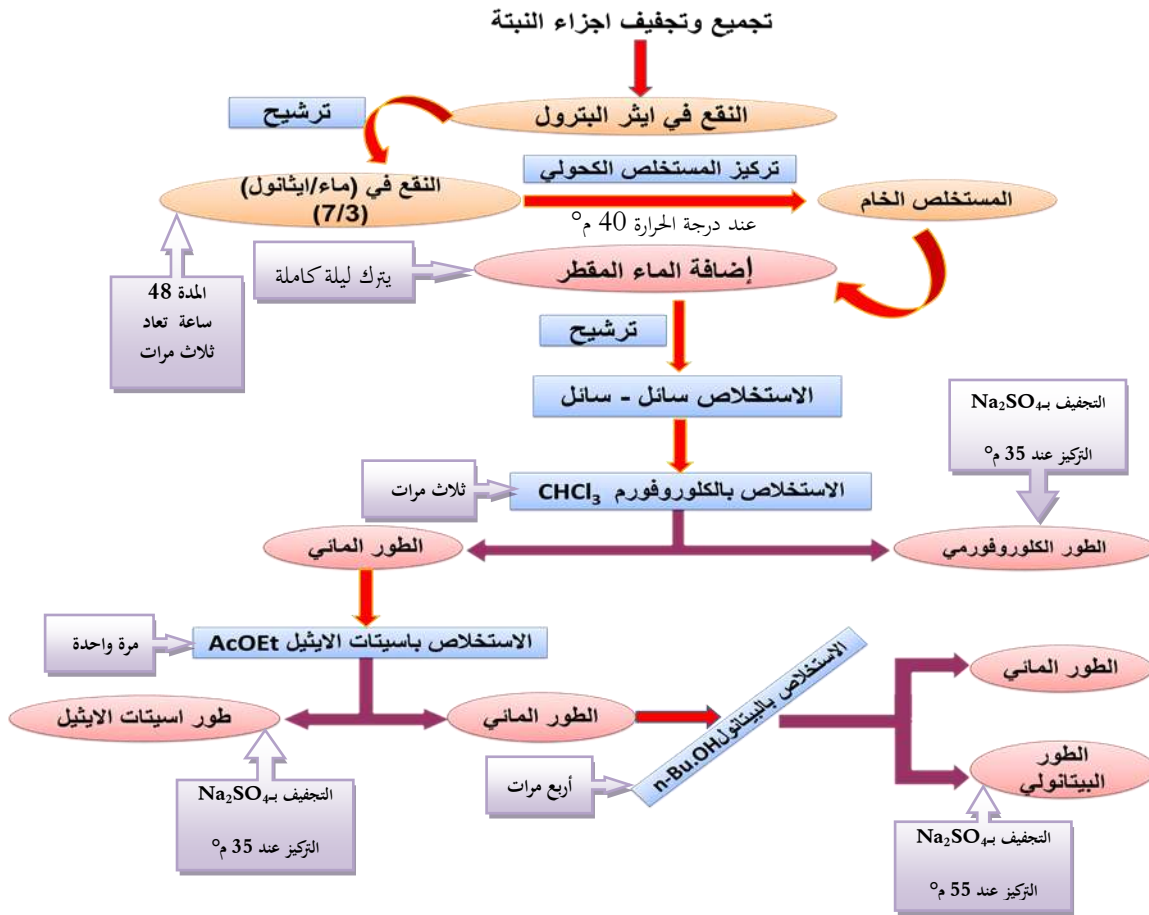 تجميع وتجفيف اجزاء النبتة
النقع في ايثر البترول
ترشيح
النقع في (ماء/ايثانول)
(7/3)
تركيز المستخلص الكحولي
عند درجة الحرارة 40 م°
المستخلص الخام
المدة 48
ساعة تعاد
ثلاث مرات
يترك ليلة كاملة
إضافة الماء المقطر
ترشيح
الاستخلاص سائل - سائل
التجفيف بـNa₂SO₄
التركيز عند 35 م°
ثلاث مرات
الاستخلاص بالكلوروفورم CHCl₃
الطور المائي
الطور الكلوروفورمي
مرة واحدة
الاستخلاص باسيتات الايثيل AcOEt
طور اسيتات الايثيل
الطور المائي
الاستخلاص بالبيتانول n-Bu.OH
الطور المائي
الطور
البيتانولي
أربع مرات
التجفيف بـNa₂SO₄
التركيز عند 35 م°
التجفيف بـNa₂SO₄
التركيز عند 55 م°